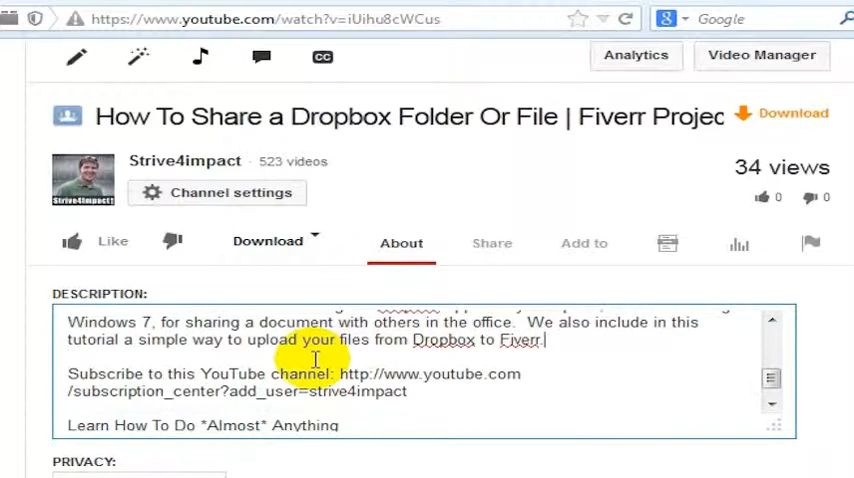 https://www.youtube.com/watch?v=iUihu8cWCus
Google
CC
Analytics
Video Manager
How To Share a Dropbox Folder Or File | Fiverr Projec
Download
Strive4impact · 523 videos
34 views
Strive4Impact!
Channel settings
0
0
Like
Download
About
Share
Add to
DESCRIPTION:
Windows 7, for sharing a document with others in the office. We also include in this
tutorial a simple way to upload your files from Dropbox to Fiverr.
Subscribe to this YouTube channel: http://www.youtube.com
/subscription_center?add_user=strive4impact
Learn How To Do *Almost* Anything
PRIVACY: